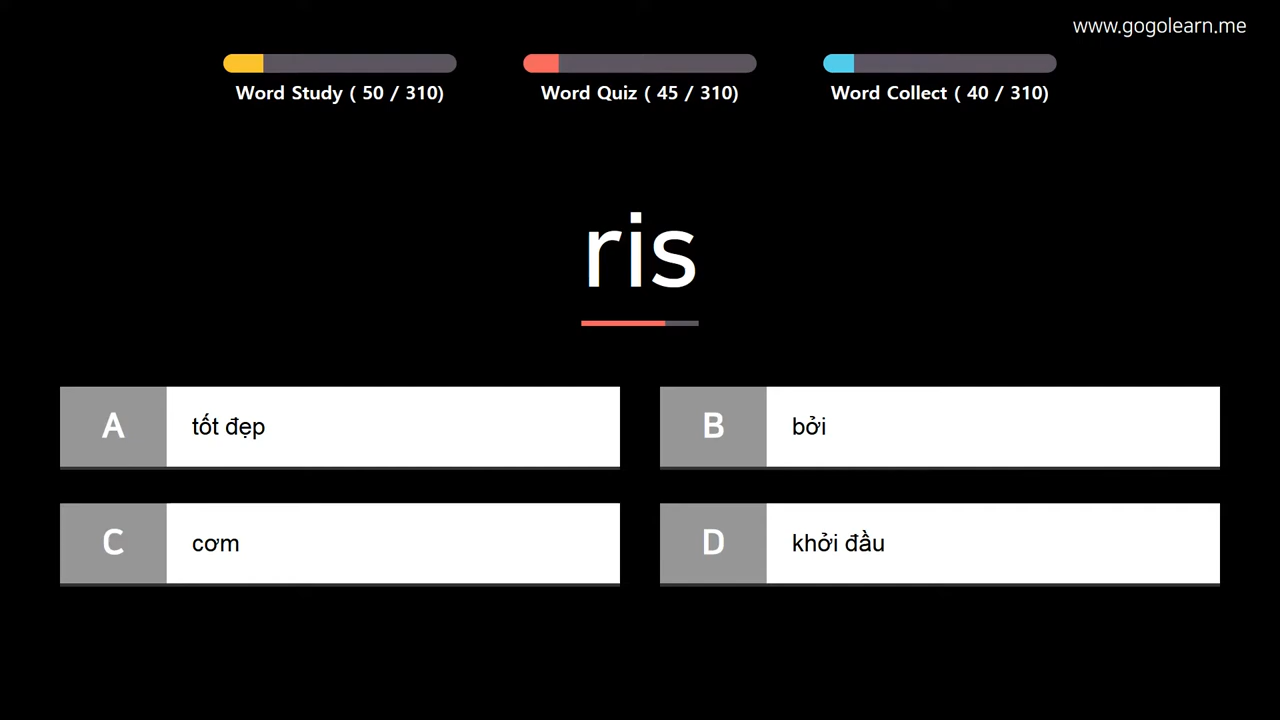 www.gogolearn.me
Word Study ( 50 / 310)
Word Quiz ( 45 / 310)
Word Collect ( 40 / 310)
ris
A tốt đẹp
B bởi
C cơm
D khởi đầu